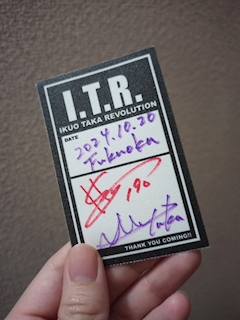 I.T.R.
IKUO TAKA REVOLUTION
DATE
2024.10.20
Fukuoka
THANK YOU COMING!!